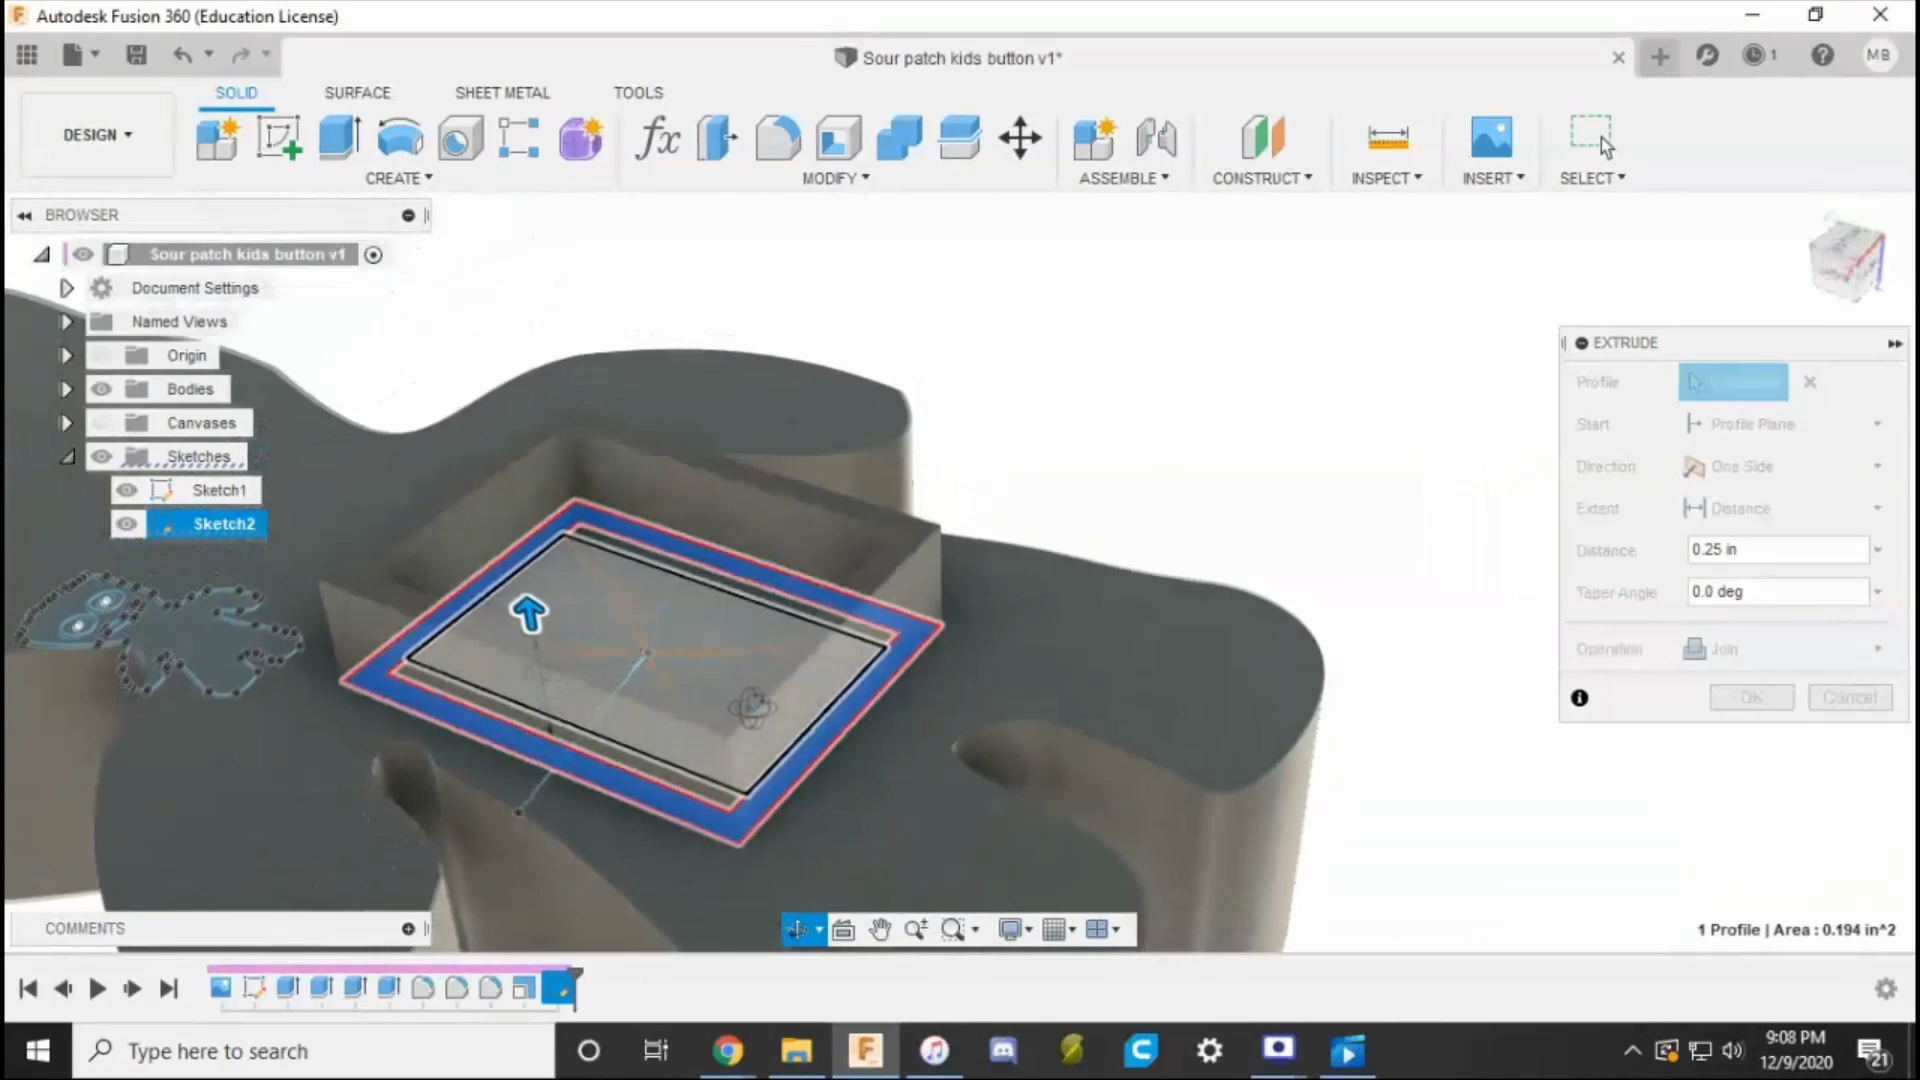 Autodesk Fusion 360 (Education License)
Sour patch kids button v1*
1
MB
SOLID
SURFACE
SHEET METAL
TOOLS
DESIGN
CREATE
MODIFY
ASSEMBLE
CONSTRUCT
INSPECT
INSERT
SELECT
BROWSER
Sour patch kids button v1
Document Settings
Named Views
Origin
Bodies
Canvases
Sketches
Sketch1
Sketch2
EXTRUDE
Profile
Start
Profile Plane
Direction
One Side
Extent
Distance
Distance
0.25 in
Taper Angle
0.0 deg
Operation
Join
OK
Cancel
COMMENTS
1 Profile | Area : 0.194 in^2
Type here to search
9:08 PM
12/9/2020
21